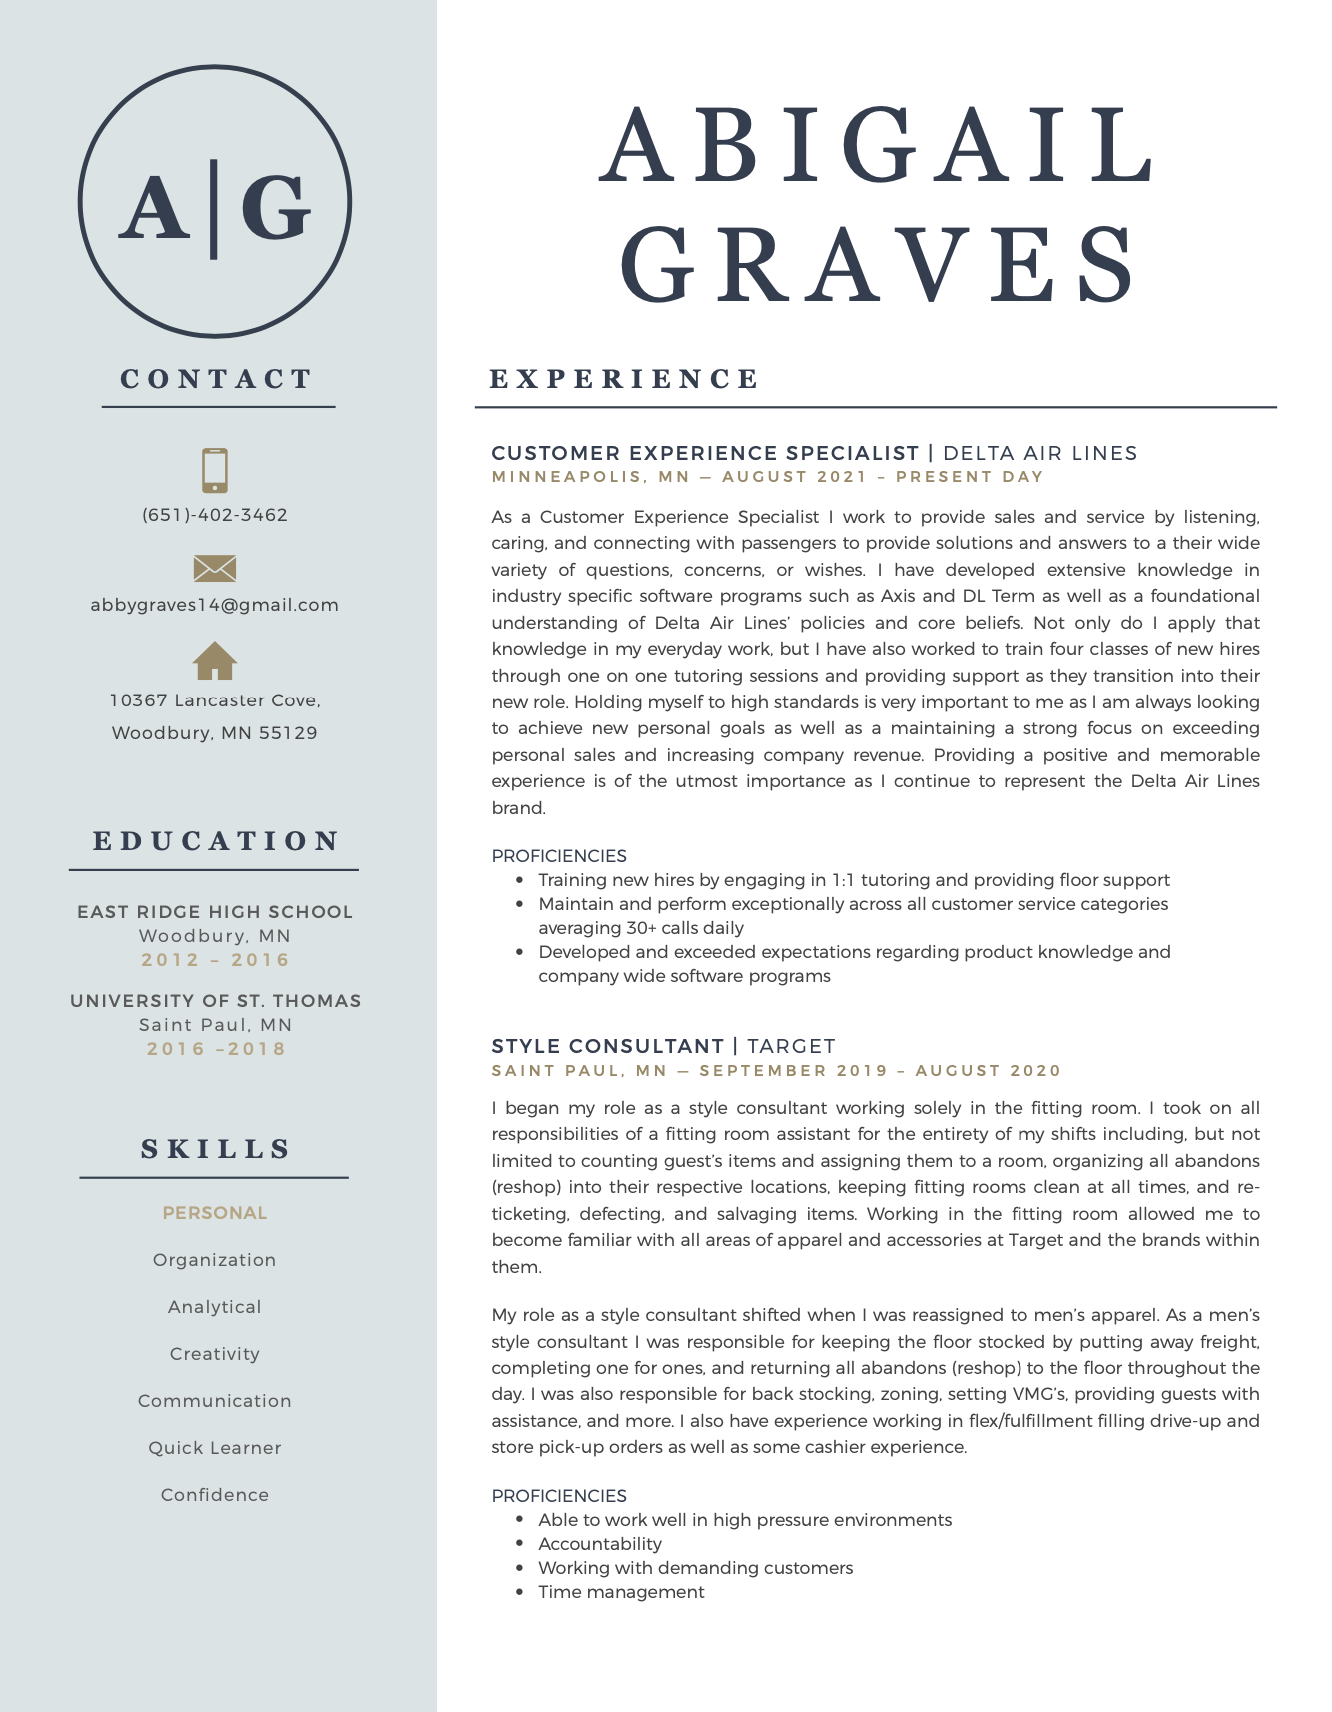 A|G
CONTACT
(651)-402-3462
abbygraves14@gmail.com
10367 Lancaster Cove,
Woodbury, MN 55129
EDUCATION
EAST RIDGE HIGH SCHOOL
Woodbury, MN
2012 – 2016
UNIVERSITY OF ST. THOMAS
Saint Paul, MN
2016 –2018
SKILLS
PERSONAL
Organization
Analytical
Creativity
Communication
Quick Learner
Confidence
ABIGAIL
GRAVES
EXPERIENCE
CUSTOMER EXPERIENCE SPECIALIST | DELTA AIR LINES
MINNEAPOLIS, MN — AUGUST 2021 – PRESENT DAY
As a Customer Experience Specialist I work to provide sales and service by listening,
caring, and connecting with passengers to provide solutions and answers to a their wide
variety of questions, concerns, or wishes. I have developed extensive knowledge in
industry specific software programs such as Axis and DL Term as well as a foundational
understanding of Delta Air Lines’ policies and core beliefs. Not only do I apply that
knowledge in my everyday work, but I have also worked to train four classes of new hires
through one on one tutoring sessions and providing support as they transition into their
new role. Holding myself to high standards is very important to me as I am always looking
to achieve new personal goals as well as a maintaining a strong focus on exceeding
personal sales and increasing company revenue. Providing a positive and memorable
experience is of the utmost importance as I continue to represent the Delta Air Lines
brand.
PROFICIENCIES
• Training new hires by engaging in 1:1 tutoring and providing floor support
• Maintain and perform exceptionally across all customer service categories
averaging 30+ calls daily
• Developed and exceeded expectations regarding product knowledge and
company wide software programs
STYLE CONSULTANT | TARGET
SAINT PAUL, MN — SEPTEMBER 2019 – AUGUST 2020
I began my role as a style consultant working solely in the fitting room. I took on all
responsibilities of a fitting room assistant for the entirety of my shifts including, but not
limited to counting guest’s items and assigning them to a room, organizing all abandons
(reshop) into their respective locations, keeping fitting rooms clean at all times, and re-
ticketing, defecting, and salvaging items. Working in the fitting room allowed me to
become familiar with all areas of apparel and accessories at Target and the brands within
them.
My role as a style consultant shifted when I was reassigned to men’s apparel. As a men’s
style consultant I was responsible for keeping the floor stocked by putting away freight,
completing one for ones, and returning all abandons (reshop) to the floor throughout the
day. I was also responsible for back stocking, zoning, setting VMG’s, providing guests with
assistance, and more. I also have experience working in flex/fulfillment filling drive-up and
store pick-up orders as well as some cashier experience.
PROFICIENCIES
• Able to work well in high pressure environments
• Accountability
• Working with demanding customers
• Time management